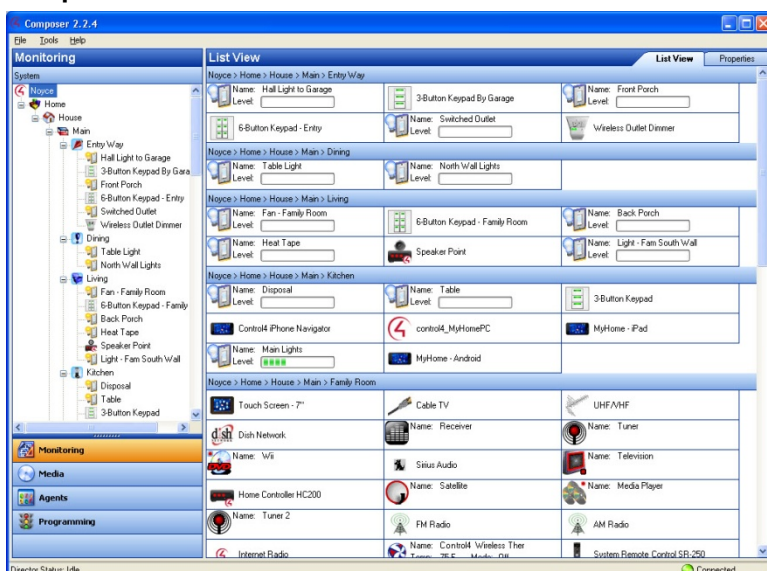 Composer 2.2.4
File Tools Help
Monitoring
System
Noyce
Home
House
Main
Entry Way
Hall Light to Garage
3-Button Keypad By Gara
Front Porch
6-Button Keypad - Entry
Switched Outlet
Wireless Outlet Dimmer
Dining
Table Light
North Wall Lights
Living
Fan - Family Room
6-Button Keypad - Family
Back Porch
Heat Tape
Speaker Point
Light - Fam South Wall
Kitchen
Disposal
Table
3-Button Keypad
Monitoring
Media
Agents
Programming
List View
List View Properties
Noyce > Home > House > Main > Entry Way
Name: Hall Light to Garage
Level:
3-Button Keypad By Garage
Name: Front Porch
Level:
6-Button Keypad - Entry
Name: Switched Outlet
Level:
Wireless Outlet Dimmer
Noyce > Home > House > Main > Dining
Name: Table Light
Level:
Name: North Wall Lights
Level:
Noyce > Home > House > Main > Living
Name: Fan - Family Room
Level:
6-Button Keypad - Family Room
Name: Back Porch
Level:
Name: Heat Tape
Level:
Speaker Point
Name: Light - Fam South Wall
Level:
Noyce > Home > House > Main > Kitchen
Name: Disposal
Level:
Name: Table
Level:
3-Button Keypad
Control4 iPhone Navigator
control4_MyHomePC
MyHome - iPad
Name: Main Lights
Level:
MyHome - Android
Noyce > Home > House > Main > Family Room
Touch Screen - 7"
Cable TV
UHF/VHF
dish
Dish Network
Name: Receiver
Name: Tuner
Name: Wii
Sirius Audio
Name: Television
Home Controller HC200
Name: Satellite
Name: Media Player
Name: Tuner 2
FM Radio
AM Radio
Internet Radio
Name: Control4 Wireless Ther
Temp: 75.5 Mode: Off
System Remote Control SR-250
Director Status: Idle
Connected